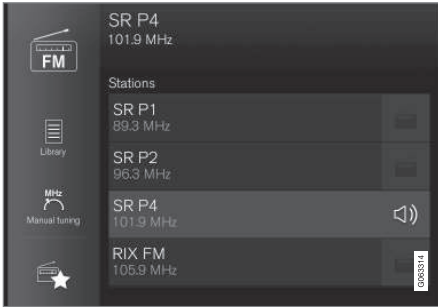 SR P4
101.9 MHz
FM
Stations
SR P1
89.3 MHz
Library
SR P2
96.3 MHz
MHz
Manual tuning
SR P4
101.9 MHz
RIX FM
105.9 MHz
G063314